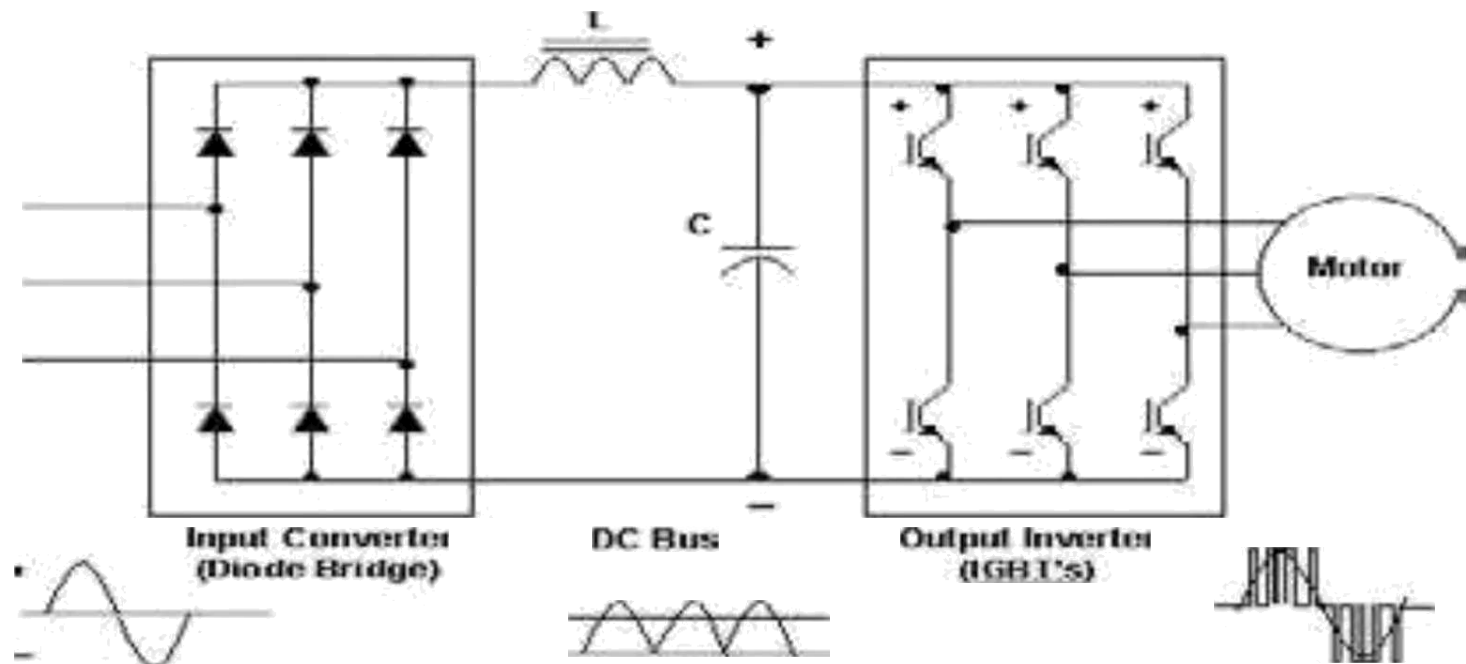 L
+
+ + +
C
Motor
- - -
-
Input Converter
(Diode Bridge)
DC Bus
Output Inverter
(IGBT's)
+
-